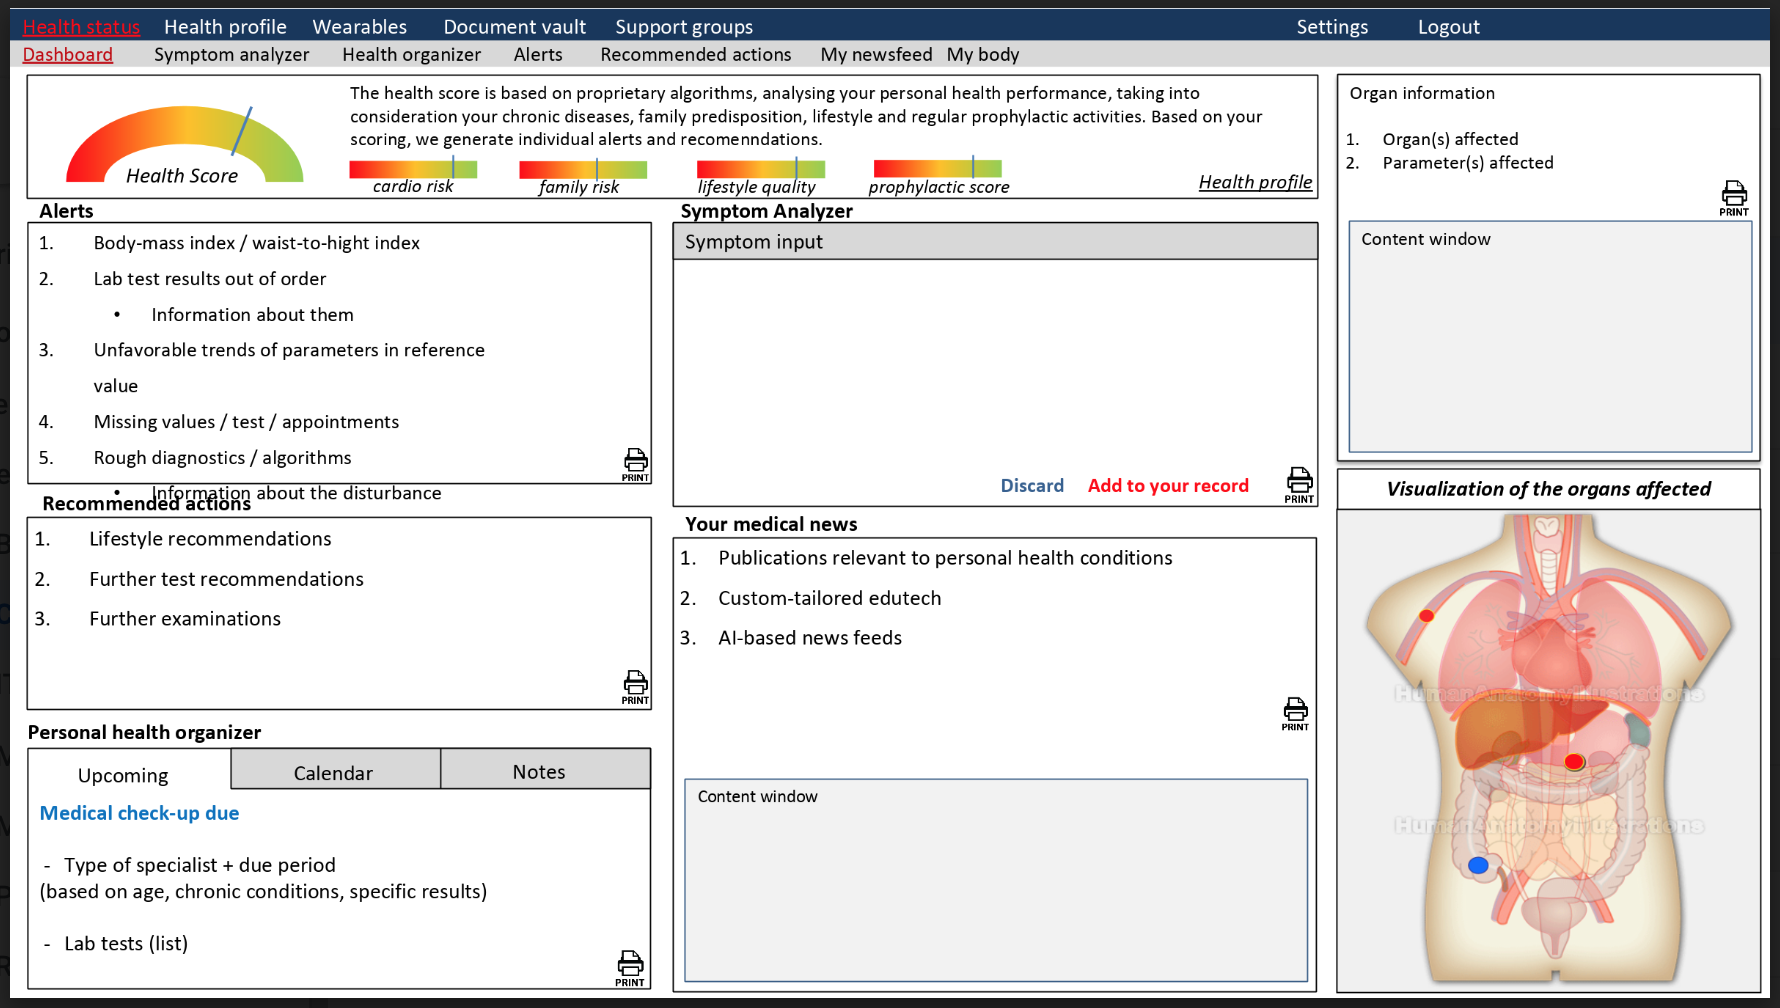 Health status Health profile Wearables Document vault Support groups Settings Logout
Dashboard Symptom analyzer Health organizer Alerts Recommended actions My newsfeed My body
The health score is based on proprietary algorithms, analysing your personal health performance, taking into
consideration your chronic diseases, family predisposition, lifestyle and regular prophylactic activities. Based on your
scoring, we generate individual alerts and recomenndations.
Health Score
cardio risk family risk lifestyle quality prophylactic score
Health profile
Organ information
1. Organ(s) affected
2. Parameter(s) affected
PRINT
Content window
Alerts
1. Body-mass index / waist-to-hight index
2. Lab test results out of order
• Information about them
3. Unfavorable trends of parameters in reference
value
4. Missing values / test / appointments
5. Rough diagnostics / algorithms
• Information about the disturbance
PRINT
Symptom Analyzer
Symptom input
Discard Add to your record
PRINT
Recommended actions
1. Lifestyle recommendations
2. Further test recommendations
3. Further examinations
PRINT
Your medical news
1. Publications relevant to personal health conditions
2. Custom-tailored edutech
3. AI-based news feeds
PRINT
Content window
Personal health organizer
Upcoming Calendar Notes
Medical check-up due
- Type of specialist + due period
(based on age, chronic conditions, specific results)
- Lab tests (list)
PRINT
Visualization of the organs affected
HumanAnatomyIllustrations
HumanAnatomyIllustrations